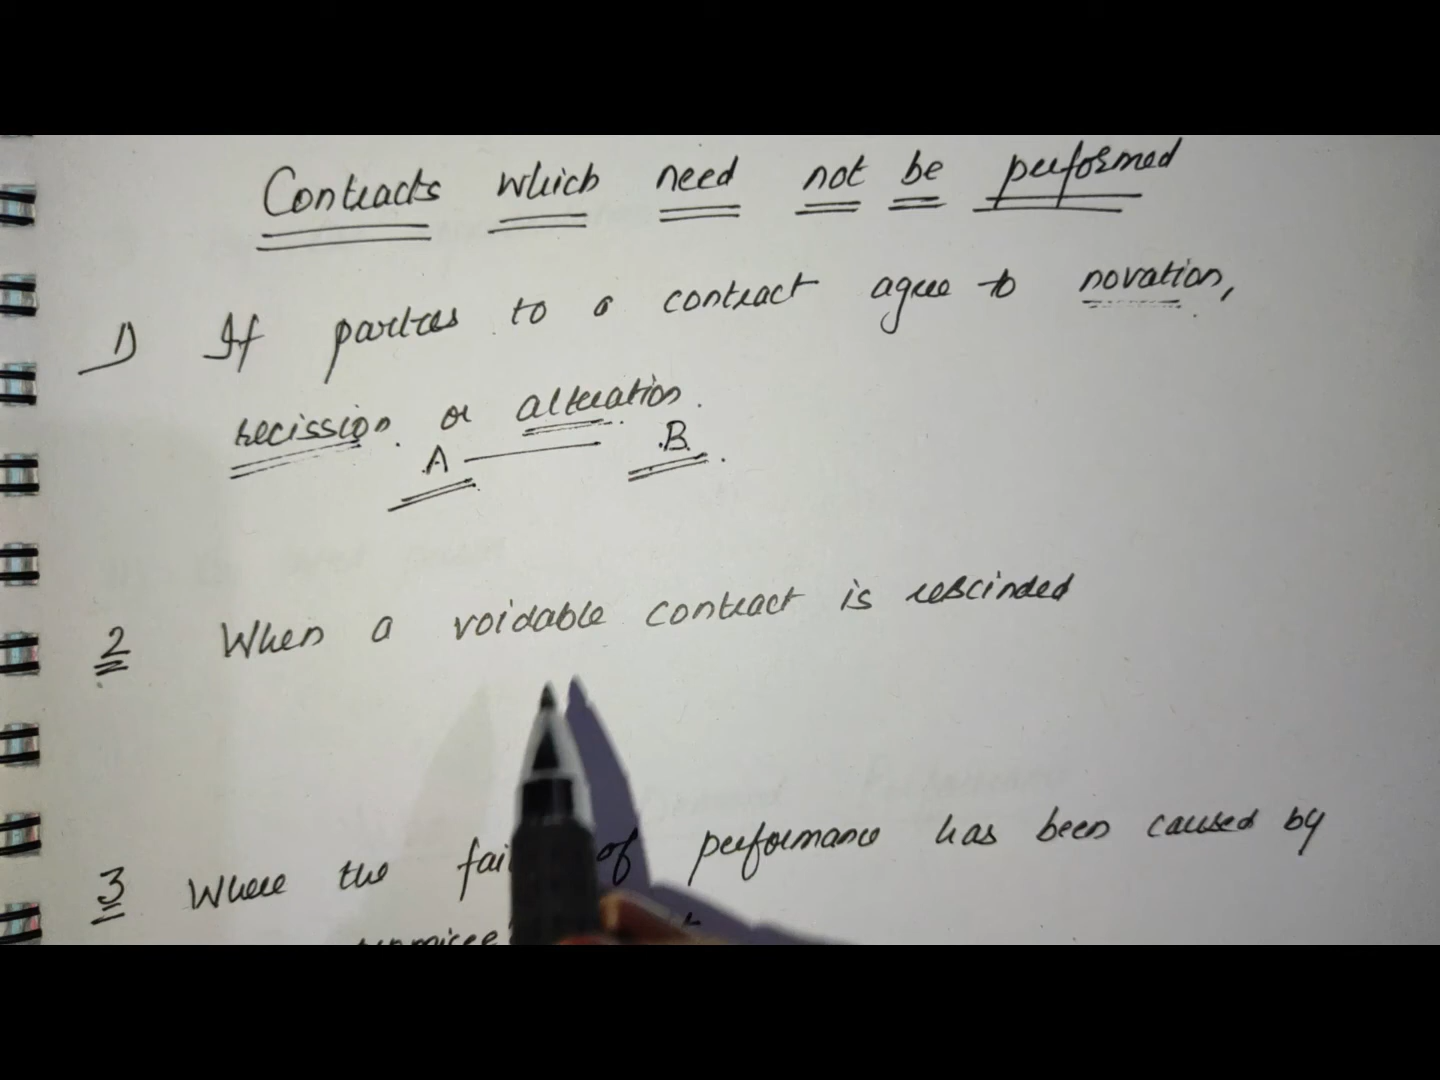 Contracts which need not be performed
1) If parties to a contract agree to novation,
recission or alteration.
A — B
2 When a voidable contract is rescinded
3 Where the of performance has been caused by